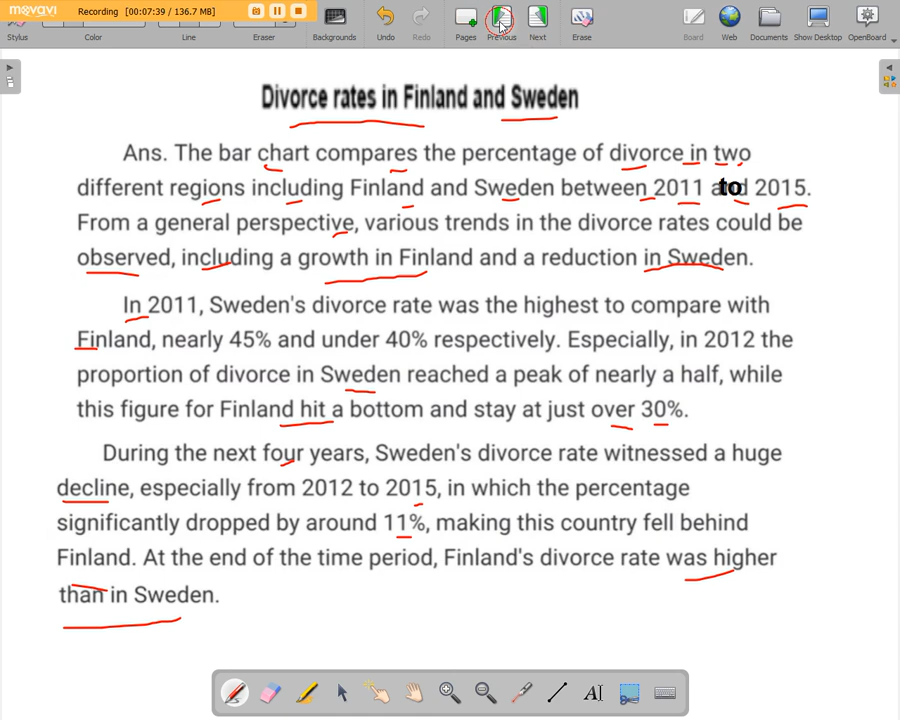 movavi Recording 00:07:39 / 136.7 MB
Stylus Color Line Eraser Backgrounds Undo Redo Pages Previous Next Erase Board Web Documents Show Desktop OpenBoard
Divorce rates in Finland and Sweden
Ans. The bar chart compares the percentage of divorce in two
different regions including Finland and Sweden between 2011 to 2015.
From a general perspective, various trends in the divorce rates could be
observed, including a growth in Finland and a reduction in Sweden.
In 2011, Sweden's divorce rate was the highest to compare with
Finland, nearly 45% and under 40% respectively. Especially, in 2012 the
proportion of divorce in Sweden reached a peak of nearly a half, while
this figure for Finland hit a bottom and stay at just over 30%.
During the next four years, Sweden's divorce rate witnessed a huge
decline, especially from 2012 to 2015, in which the percentage
significantly dropped by around 11%, making this country fell behind
Finland. At the end of the time period, Finland's divorce rate was higher
than in Sweden.